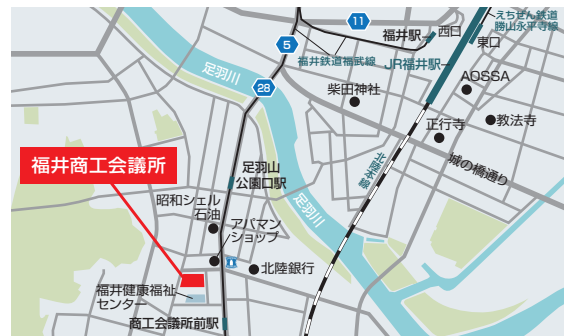 11
5
28
福井駅
西口
えちぜん鉄道
勝山永平寺線
東口
福井鉄道福武線
JR福井駅
足羽川
柴田神社
AOSSA
正行寺
教法寺
城の橋通り
北陸本線
福井商工会議所
足羽山
公園口駅
昭和シェル
石油
アパマン
ショップ
足羽川
北陸銀行
福井健康福祉
センター
商工会議所前駅